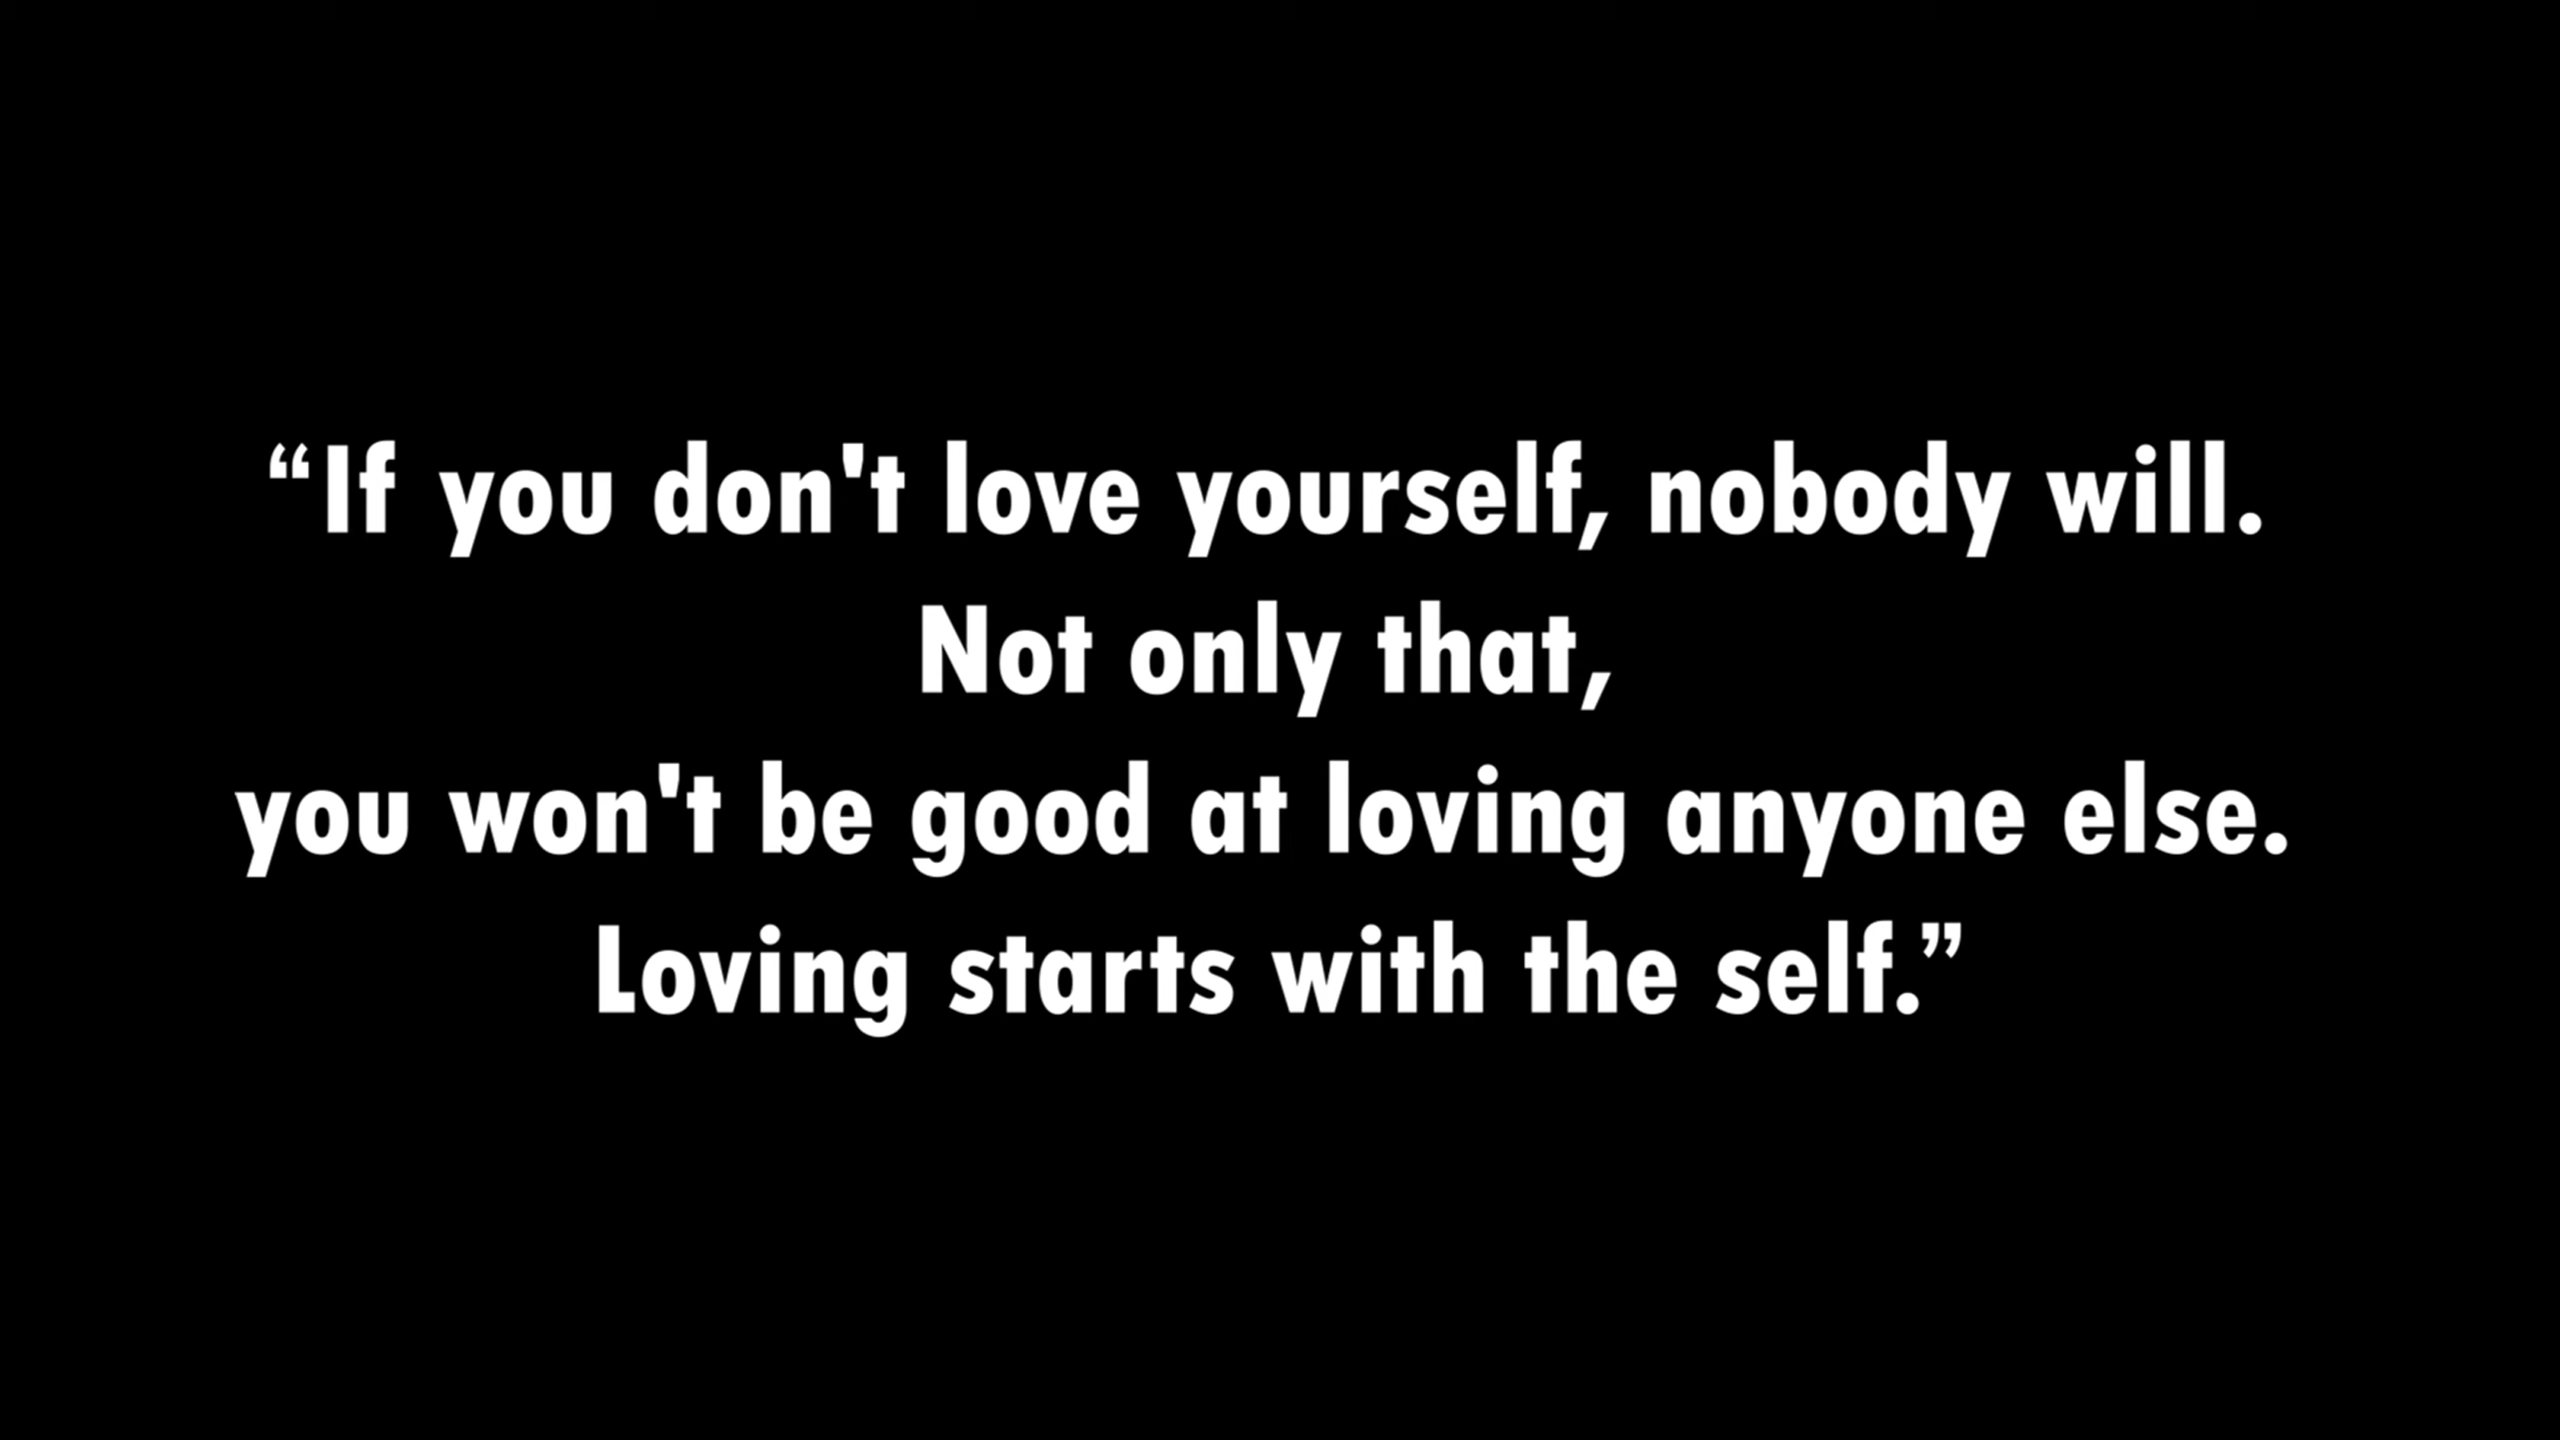 “If you don't love yourself, nobody will.
Not only that,
you won't be good at loving anyone else.
Loving starts with the self.”